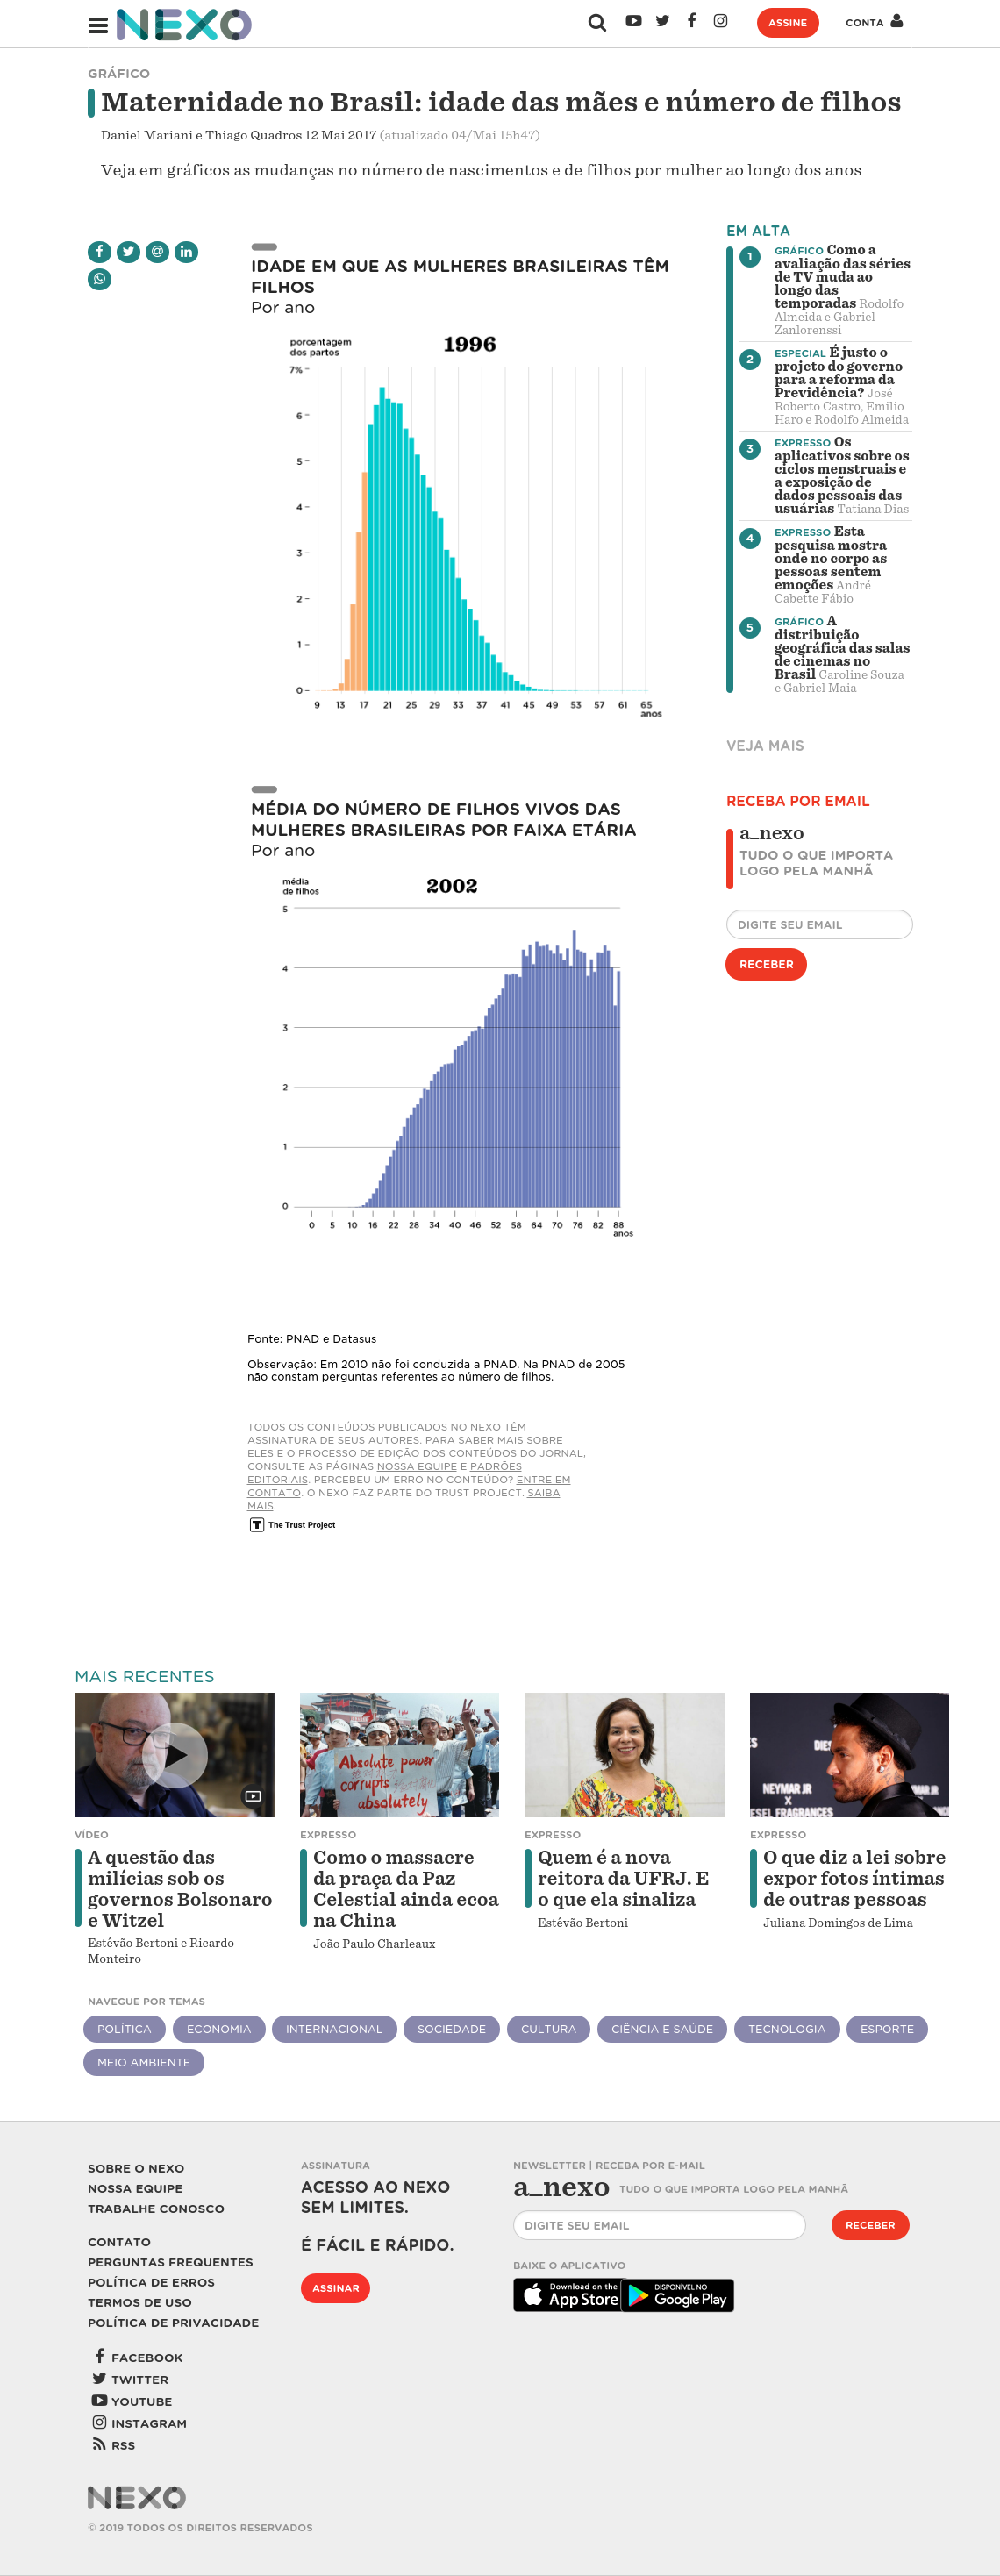 NEXO
ASSINE
CONTA
GRÁFICO
Maternidade no Brasil: idade das mães e número de filhos
Daniel Mariani e Thiago Quadros 12 Mai 2017 (atualizado 04/Mai 15h47)
Veja em gráficos as mudanças no número de nascimentos e de filhos por mulher ao longo dos anos
IDADE EM QUE AS MULHERES BRASILEIRAS TÊM
FILHOS
Por ano
porcentagem
dos partos
1996
7%
6
5
4
3
2
1
0
9 13 17 21 25 29 33 37 41 45 49 53 57 61 65
anos
MÉDIA DO NÚMERO DE FILHOS VIVOS DAS
MULHERES BRASILEIRAS POR FAIXA ETÁRIA
Por ano
média
de filhos
2002
5
4
3
2
1
0
0 5 10 16 22 28 34 40 46 52 58 64 70 76 82 88
anos
Fonte: PNAD e Datasus
Observação: Em 2010 não foi conduzida a PNAD. Na PNAD de 2005
não constam perguntas referentes ao número de filhos.
TODOS OS CONTEÚDOS PUBLICADOS NO NEXO TÊM
ASSINATURA DE SEUS AUTORES. PARA SABER MAIS SOBRE
ELES E O PROCESSO DE EDIÇÃO DOS CONTEÚDOS DO JORNAL,
CONSULTE AS PÁGINAS NOSSA EQUIPE E PADRÕES
EDITORIAIS. PERCEBEU UM ERRO NO CONTEÚDO? ENTRE EM
CONTATO. O NEXO FAZ PARTE DO TRUST PROJECT. SAIBA
MAIS.
T The Trust Project
EM ALTA
1
GRÁFICO Como a
avaliação das séries
de TV muda ao
longo das
temporadas Rodolfo
Almeida e Gabriel
Zanlorenssi
2
ESPECIAL É justo o
projeto do governo
para a reforma da
Previdência? José
Roberto Castro, Emilio
Haro e Rodolfo Almeida
3
EXPRESSO Os
aplicativos sobre os
ciclos menstruais e
a exposição de
dados pessoais das
usuárias Tatiana Dias
4
EXPRESSO Esta
pesquisa mostra
onde no corpo as
pessoas sentem
emoções André
Cabette Fábio
5
GRÁFICO A
distribuição
geográfica das salas
de cinemas no
Brasil Caroline Souza
e Gabriel Maia
VEJA MAIS
RECEBA POR EMAIL
a_nexo
TUDO O QUE IMPORTA
LOGO PELA MANHÃ
DIGITE SEU EMAIL
RECEBER
MAIS RECENTES
Absolute power
corrupts
absolutely
NEYMAR JR
X
ESEL FRAGRANCES
VÍDEO
A questão das
milícias sob os
governos Bolsonaro
e Witzel
Estêvão Bertoni e Ricardo
Monteiro
EXPRESSO
Como o massacre
da praça da Paz
Celestial ainda ecoa
na China
João Paulo Charleaux
EXPRESSO
Quem é a nova
reitora da UFRJ. E
o que ela sinaliza
Estêvão Bertoni
EXPRESSO
O que diz a lei sobre
expor fotos íntimas
de outras pessoas
Juliana Domingos de Lima
NAVEGUE POR TEMAS
POLÍTICA ECONOMIA INTERNACIONAL SOCIEDADE CULTURA CIÊNCIA E SAÚDE TECNOLOGIA ESPORTE
MEIO AMBIENTE
SOBRE O NEXO
NOSSA EQUIPE
TRABALHE CONOSCO
CONTATO
PERGUNTAS FREQUENTES
POLÍTICA DE ERROS
TERMOS DE USO
POLÍTICA DE PRIVACIDADE
FACEBOOK
TWITTER
YOUTUBE
INSTAGRAM
RSS
ASSINATURA
ACESSO AO NEXO
SEM LIMITES.
É FÁCIL E RÁPIDO.
ASSINAR
NEWSLETTER | RECEBA POR E-MAIL
a_nexo TUDO O QUE IMPORTA LOGO PELA MANHÃ
DIGITE SEU EMAIL
RECEBER
BAIXE O APLICATIVO
Download on the
App Store
DISPONÍVEL NO
Google Play
NEXO
© 2019 TODOS OS DIREITOS RESERVADOS